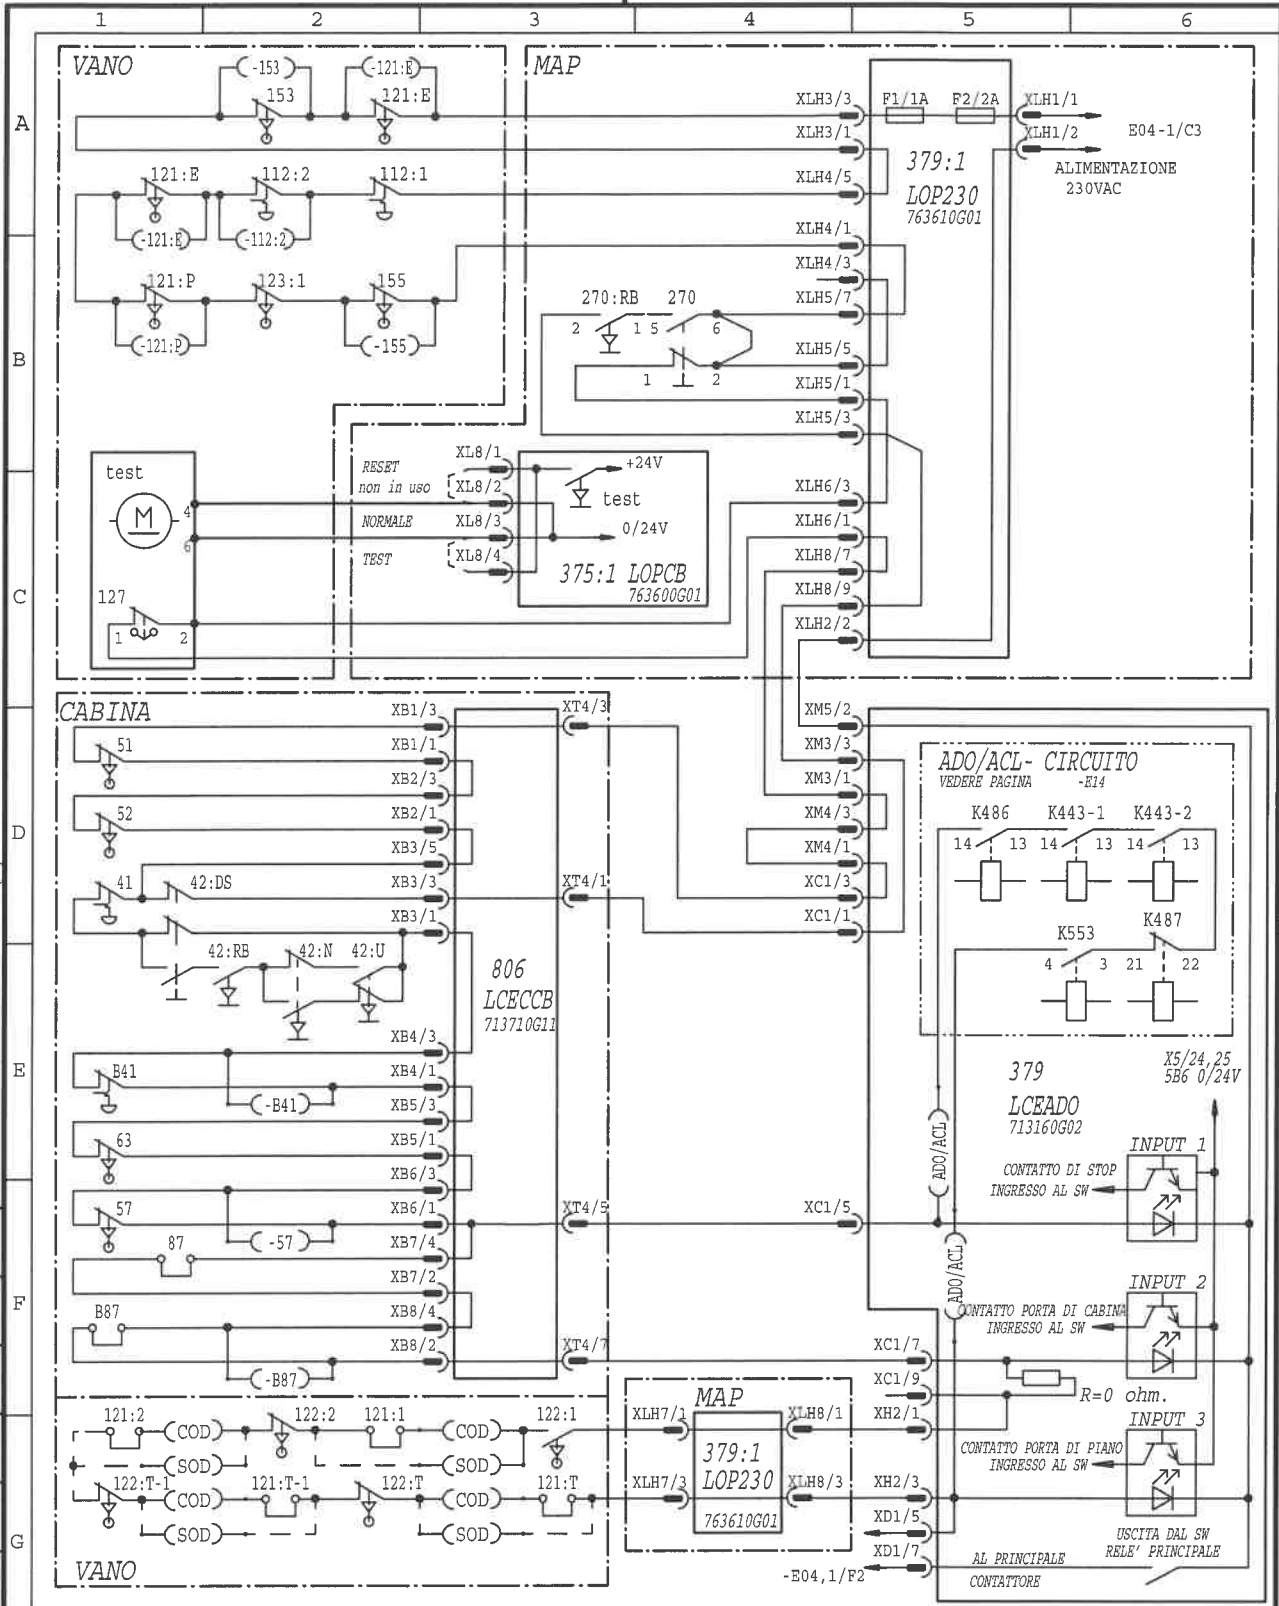 1 2 3 4 5 6
VANO
MAP
A
(-153)
(-121:E)
153
121:E
XLH3/3
F1/1A
F2/2A
XLH1/1
XLH3/1
XLH1/2
E04-1/C3
ALIMENTAZIONE
230VAC
379:1
LOP230
763610G01
121:E
112:2
112:1
XLH4/5
(-121:E)
(-112:2)
XLH4/1
XLH4/3
B
121:P
123:1
155
270:RB
270
XLH5/7
2
1
5
6
(-121:P)
(-155)
XLH5/5
1
2
XLH5/1
XLH5/3
test
M
4
6
RESET
non in uso
NORMALE
TEST
XL8/1
XL8/2
XL8/3
XL8/4
+24V
test
0/24V
375:1 LOPCB
763600G01
XLH6/3
XLH6/1
XLH8/7
XLH8/9
XLH2/2
C
127
1
2
CABINA
XB1/3
XT4/3
XM5/2
51
XB1/1
XM3/3
XB2/3
XM3/1
ADO/ACL- CIRCUITO
VEDERE PAGINA -E14
D
52
XB2/1
XM4/3
K486
K443-1
K443-2
14
13
14
13
14
13
XB3/5
XM4/1
41
42:DS
XB3/3
XT4/1
XC1/3
XB3/1
XC1/1
K553
K487
4
3
21
22
42:RB
42:N
42:U
806
LCECCB
713710G11
XB4/3
E
B41
XB4/1
(-B41)
XB5/3
379
LCEADO
713160G02
X5/24,25
5B6 0/24V
63
XB5/1
ADO/ACL
INPUT 1
CONTATTO DI STOP
INGRESSO AL SW
XB6/3
57
XB6/1
XT4/5
XC1/5
(-57)
87
XB7/4
ADO/ACL
XB7/2
INPUT 2
F
B87
XB8/4
CONTATTO PORTA DI CABINA
INGRESSO AL SW
XB8/2
XT4/7
XC1/7
(-B87)
XC1/9
R=0 ohm.
MAP
121:2
(COD)
122:2
121:1
(COD)
122:1
XLH7/1
XLH8/1
XH2/1
INPUT 3
CONTATTO PORTA DI PIANO
INGRESSO AL SW
(SOD)
(SOD)
379:1
LOP230
763610G01
122:T-1
(COD)
121:T-1
122:T
(COD)
121:T
XLH7/3
XLH8/3
XH2/3
G
(SOD)
(SOD)
XD1/5
USCITA DAL SW
RELE' PRINCIPALE
VANO
XD1/7
AL PRINCIPALE
CONTATTORE
-E04,1/F2